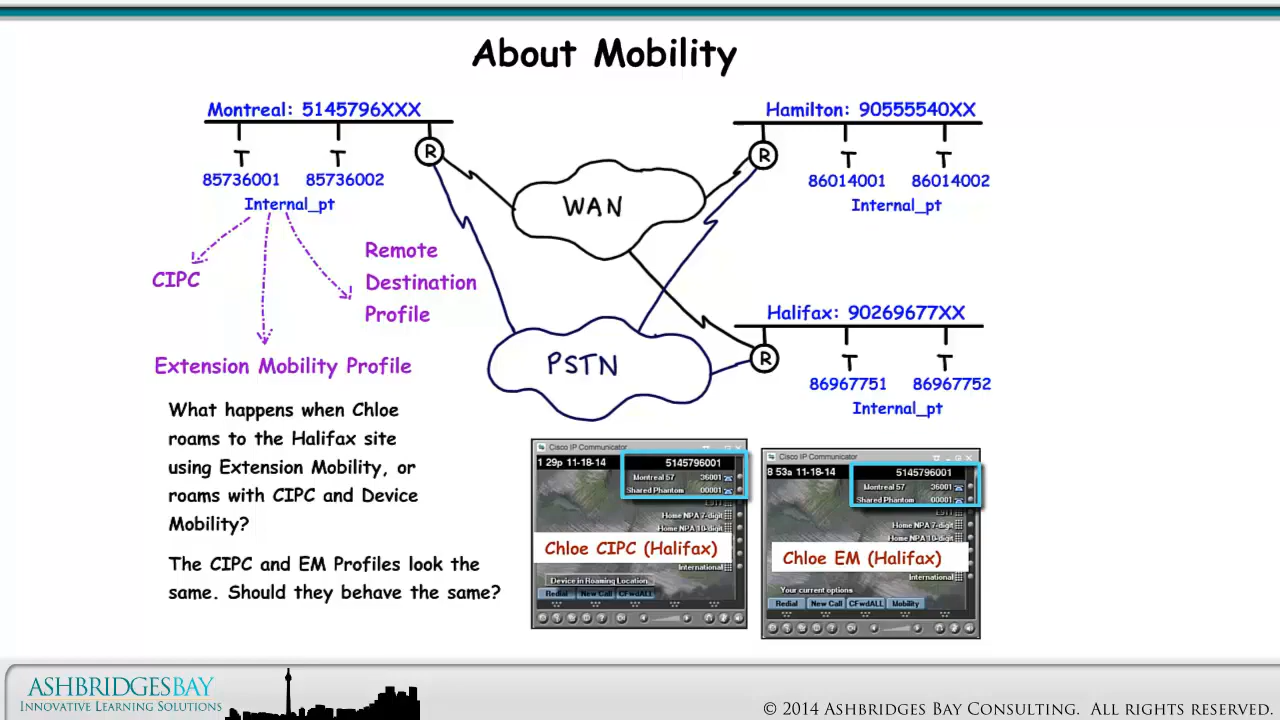 About Mobility
Montreal: 5145796XXX
Hamilton: 90555540XX
R
R
T
T
T
T
85736001
85736002
86014001
86014002
Internal_pt
Internal_pt
WAN
CIPC
Remote
Destination
Profile
Halifax: 90269677XX
R
T
T
PSTN
86967751
86967752
Internal_pt
Extension Mobility Profile
What happens when Chloe
roams to the Halifax site
using Extension Mobility, or
roams with CIPC and Device
Mobility?
The CIPC and EM Profiles look the
same. Should they behave the same?
Cisco IP Communicator
1 29p 11-18-14
5145796001
Montreal 57 36001
Shared Phantom 00001
Home NPA 7-digit
Home NPA 10-digit
Chloe CIPC (Halifax)
International
Device in Roaming Location
Redial New Call CFwdALL
Cisco IP Communicator
8 53a 11-18-14
5145796001
Montreal 57 36001
Shared Phantom 00001
Home NPA 7-digit
Home NPA 10-digit
Chloe EM (Halifax)
International
Your current options
Redial New Call CFwdALL Mobility
ASHBRIDGESBAY
INNOVATIVE LEARNING SOLUTIONS
© 2014 ASHBRIDGES BAY CONSULTING. ALL RIGHTS RESERVED.